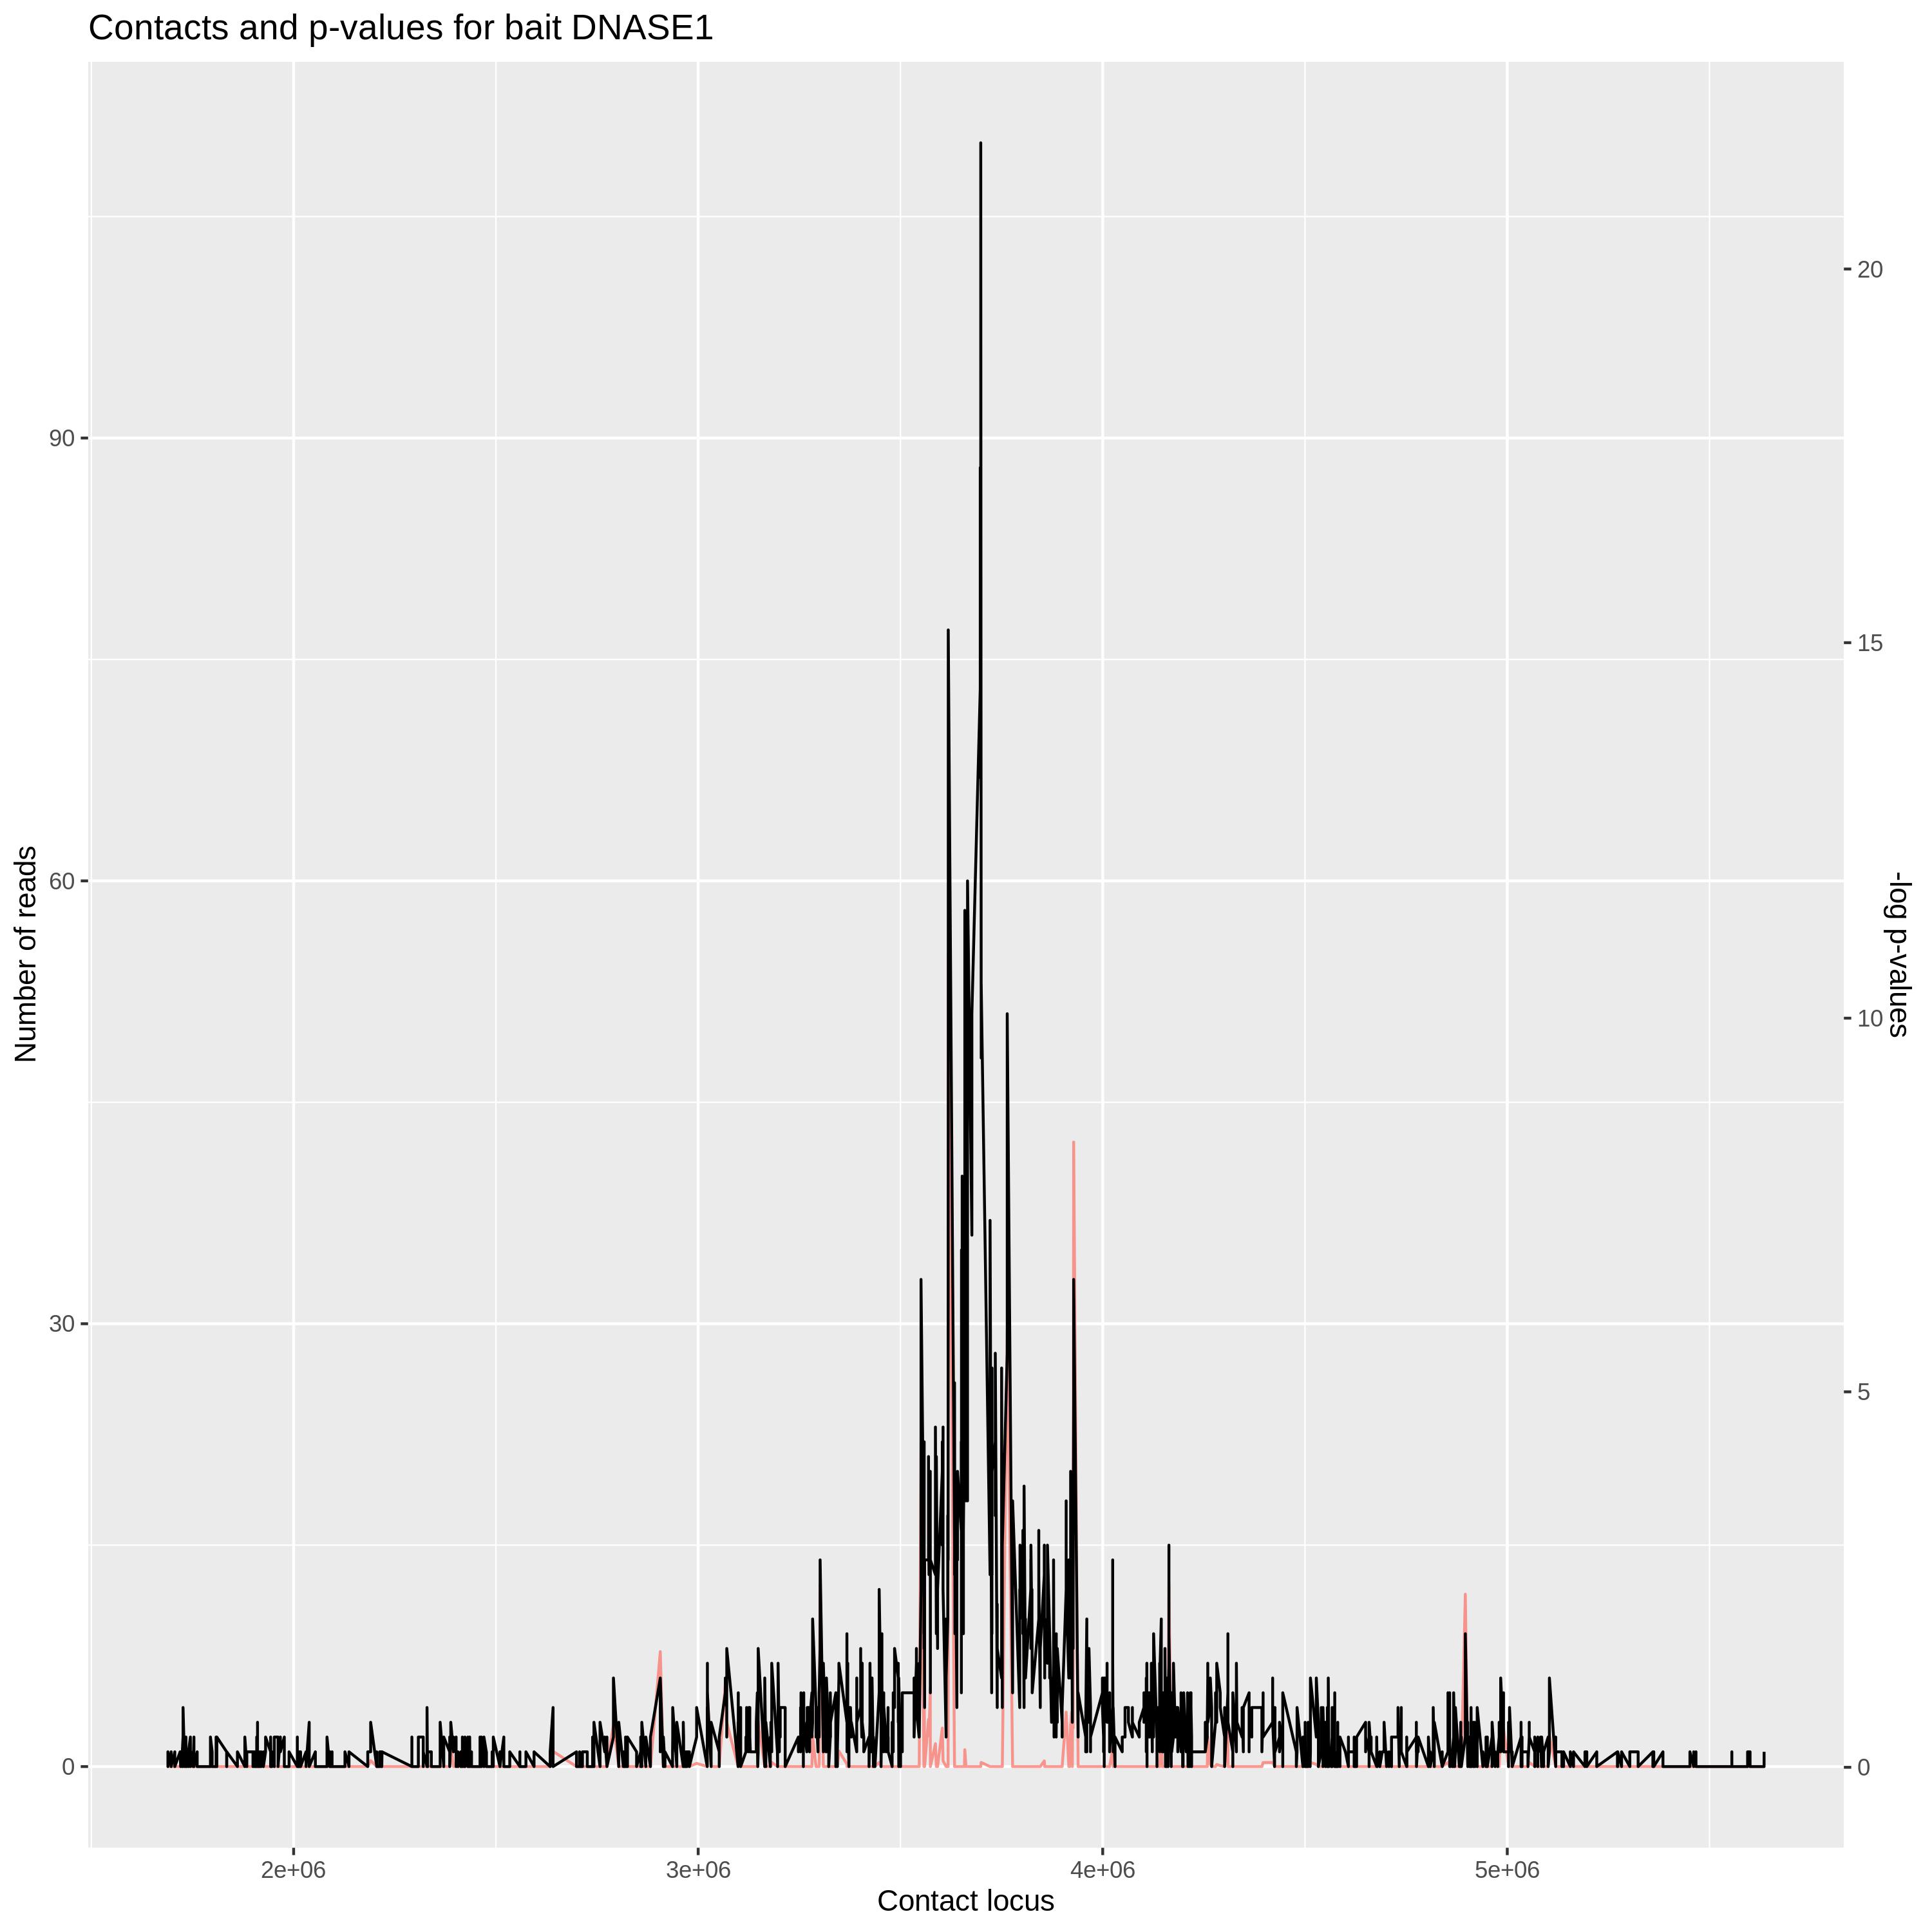 Contacts and p-values for bait DNASE1
90
60
30
0
Number of reads
20
15
10
5
0
-log p-values
2e+06 3e+06 4e+06 5e+06
Contact locus